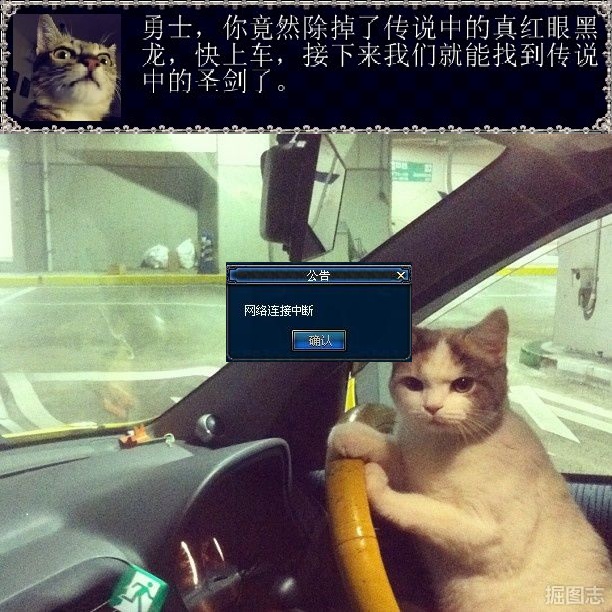 勇士，你竟然除掉了传说中的真红眼黑
龙，快上车，接下来我们就能找到传说
中的圣剑了。
公告
网络连接中断
确认
掘图志